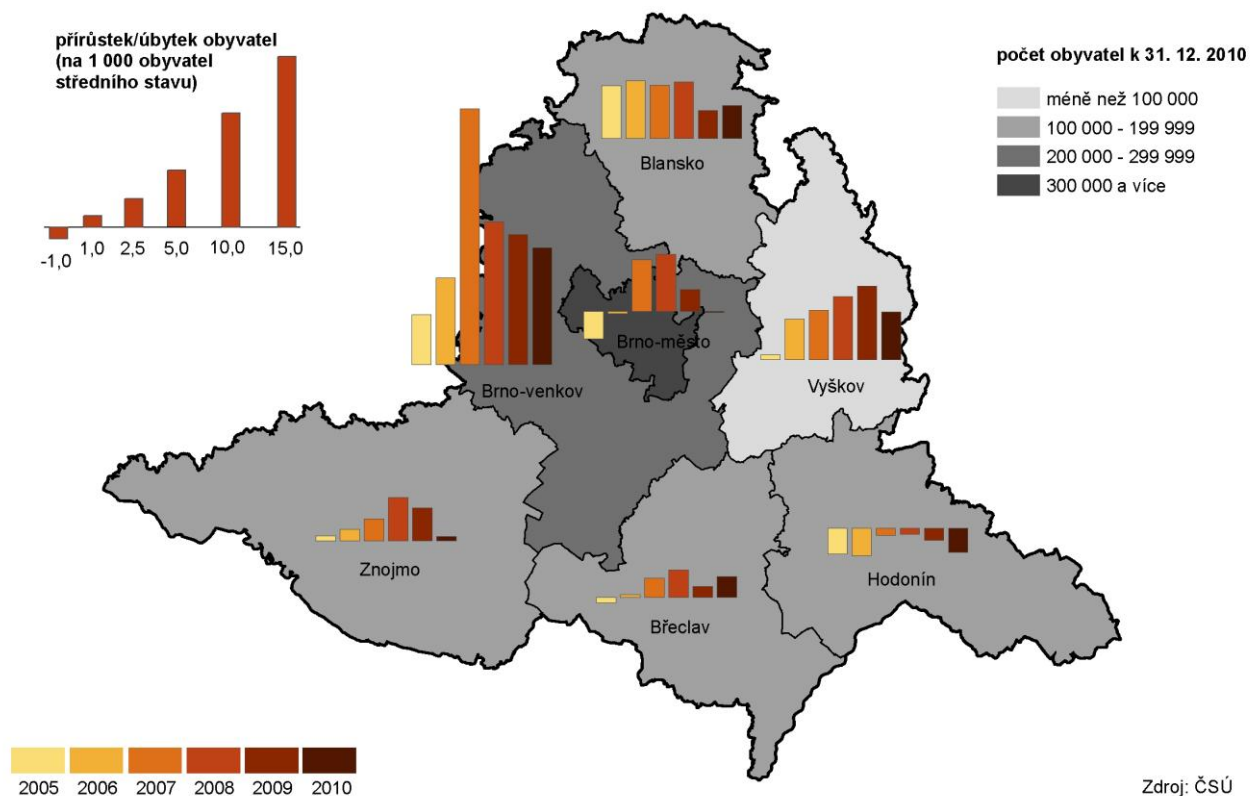 přírůstek/úbytek obyvatel
(na 1 000 obyvatel
středního stavu)
-1,0
1,0
2,5
5,0
10,0
15,0
počet obyvatel k 31. 12. 2010
méně než 100 000
100 000 - 199 999
200 000 - 299 999
300 000 a více
Blansko
Brno-město
Brno-venkov
Vyškov
Znojmo
Břeclav
Hodonín
2005 2006 2007 2008 2009 2010
Zdroj: ČSÚ